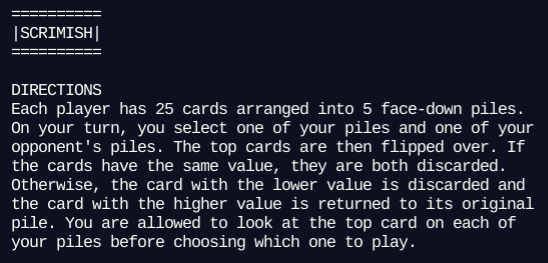 ==========
|SCRIMISH|
==========
DIRECTIONS
Each player has 25 cards arranged into 5 face-down piles.
On your turn, you select one of your piles and one of your
opponent's piles. The top cards are then flipped over. If
the cards have the same value, they are both discarded.
Otherwise, the card with the lower value is discarded and
the card with the higher value is returned to its original
pile. You are allowed to look at the top card on each of
your piles before choosing which one to play.